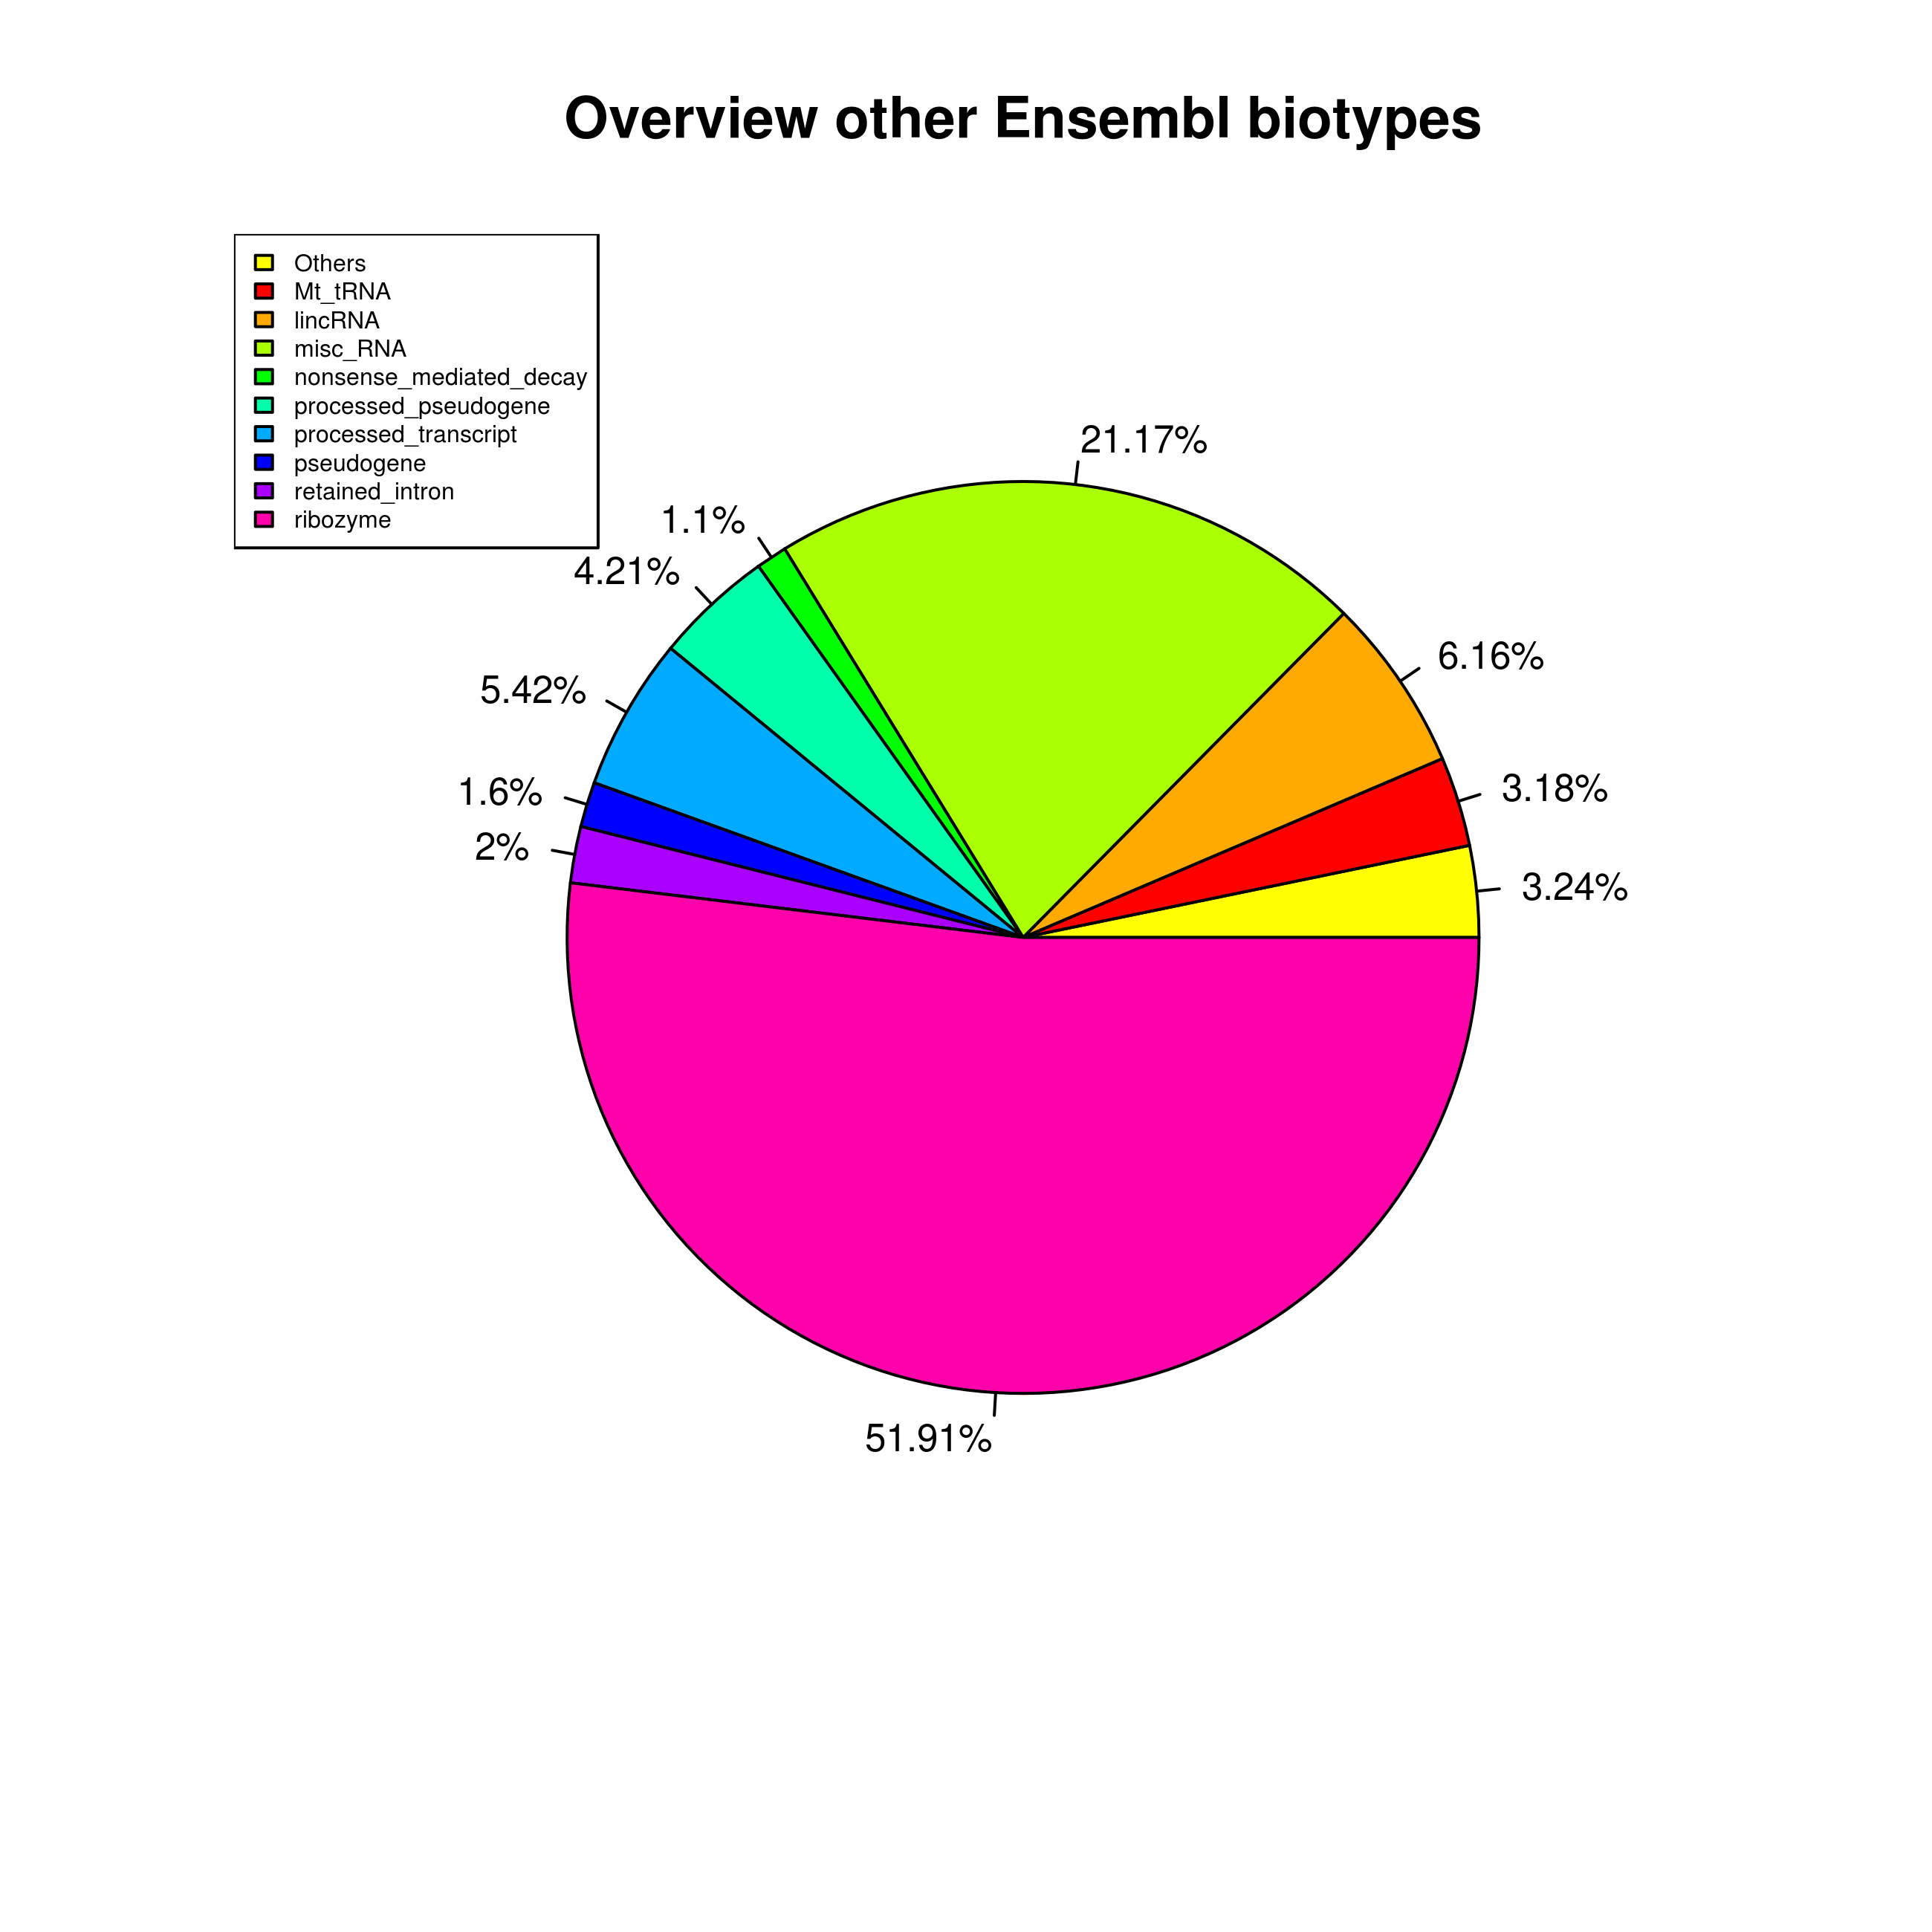 Overview other Ensembl biotypes
Others
Mt_tRNA
lincRNA
misc_RNA
nonsense_mediated_decay
processed_pseudogene
processed_transcript
pseudogene
retained_intron
ribozyme
21.17%
1.1%
4.21%
6.16%
5.42%
1.6%
3.18%
2%
3.24%
51.91%